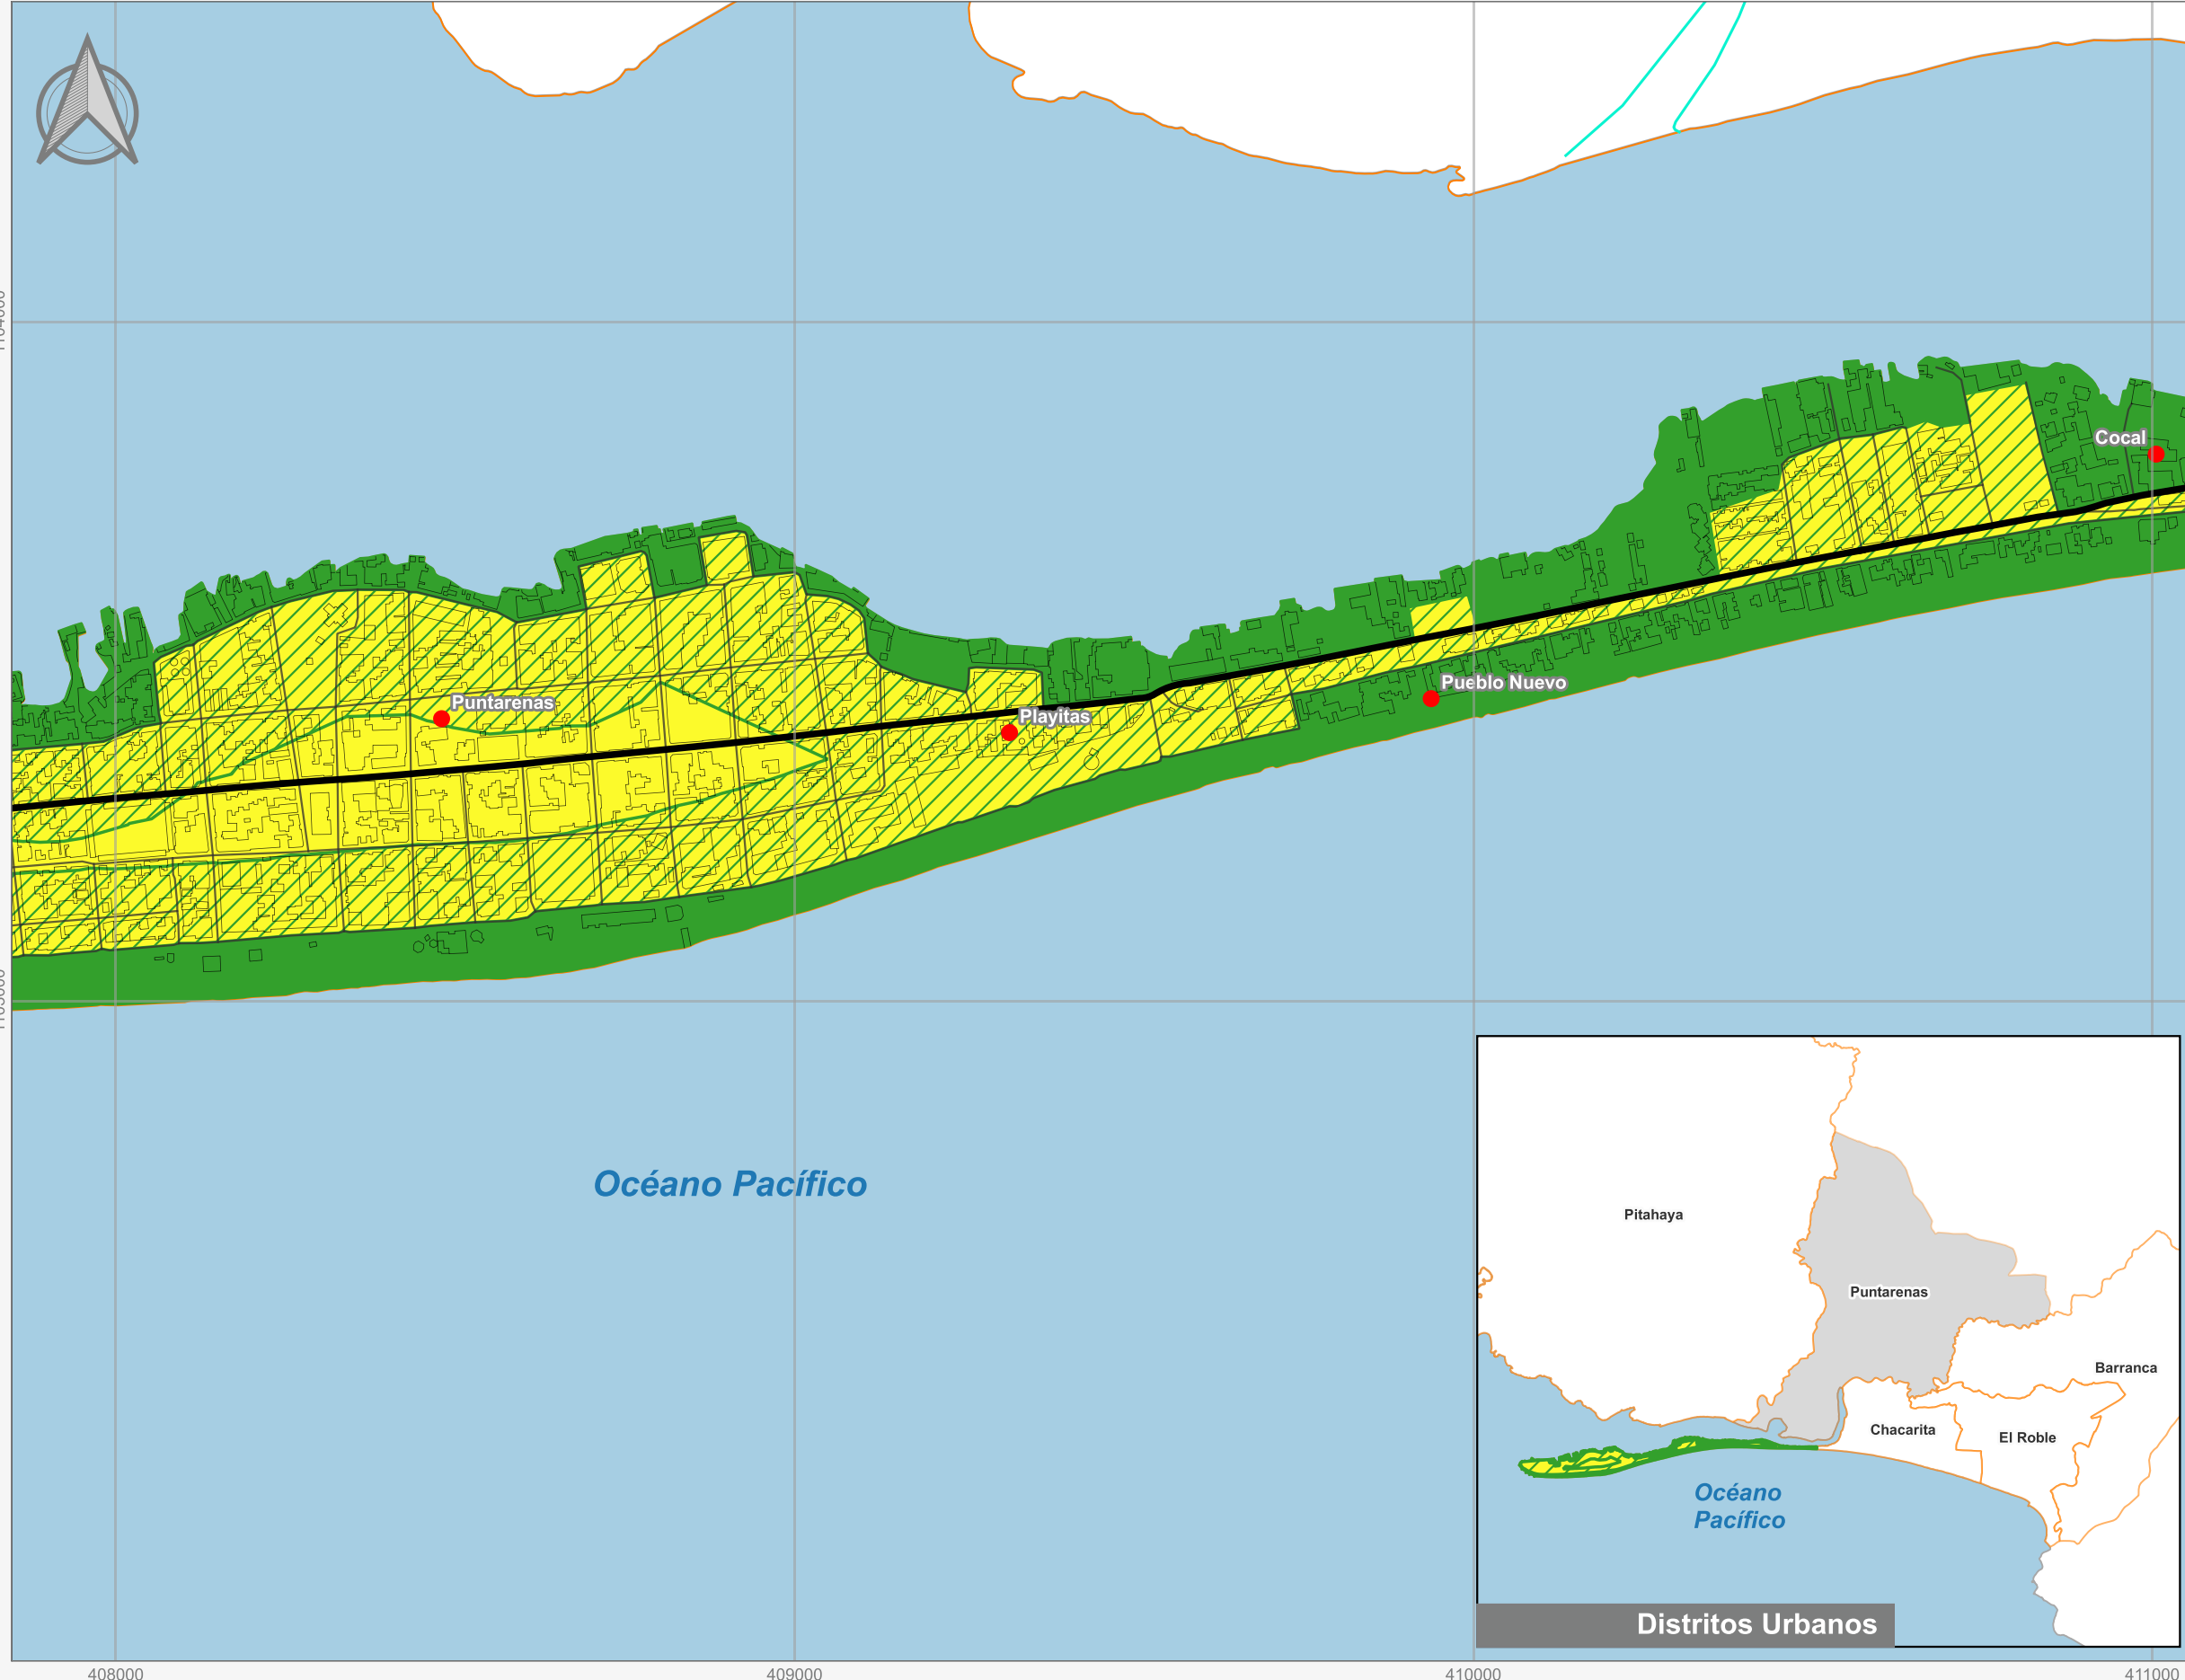 Cocal
Pueblo Nuevo
Puntarenas
Playitas
Océano Pacífico
Pitahaya
Puntarenas
Barranca
Chacarita
El Roble
Océano
Pacífico
Distritos Urbanos
408000
409000
410000
411000